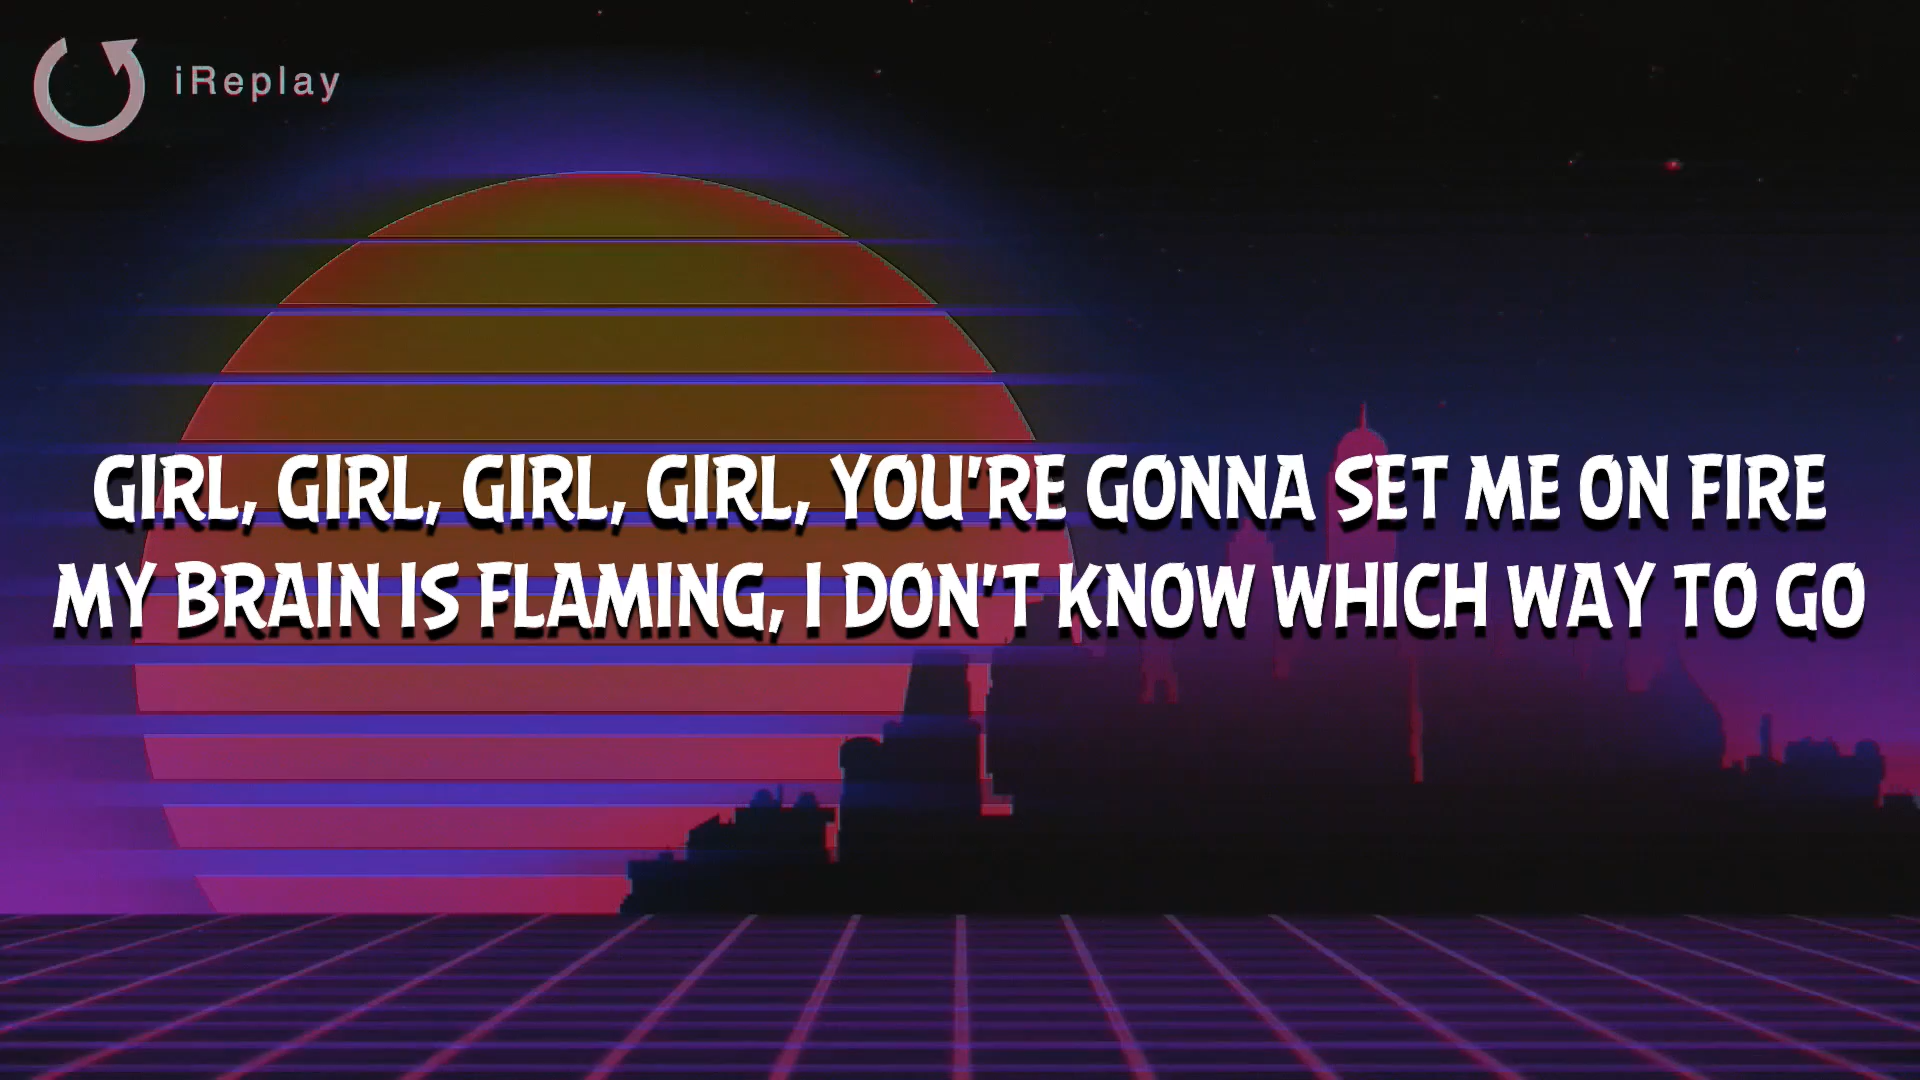 iReplay
GIRL, GIRL, GIRL, GIRL, YOU'RE GONNA SET ME ON FIRE
MY BRAIN IS FLAMING, I DON'T KNOW WHICH WAY TO GO